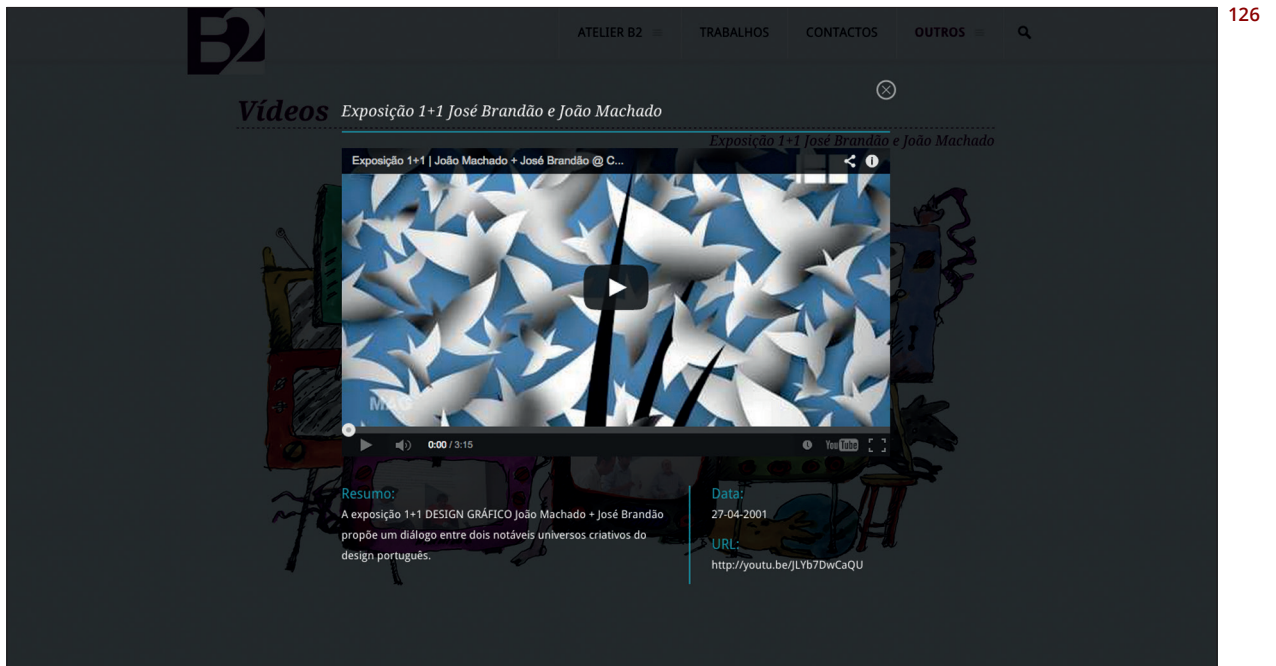 126
B2
ATELIER B2
TRABALHOS
CONTACTOS
OUTROS
Vídeos
Exposição 1+1 José Brandão e João Machado
Exposição 1+1 José Brandão e João Machado
Exposição 1+1 | João Machado + José Brandão @ C...
MAG
0:00 / 3:15
YouTube
Resumo:
A exposição 1+1 DESIGN GRÁFICO João Machado + José Brandão
propõe um diálogo entre dois notáveis universos criativos do
design português.
Data:
27-04-2001
URL:
http://youtu.be/JLYb7DwCaQU